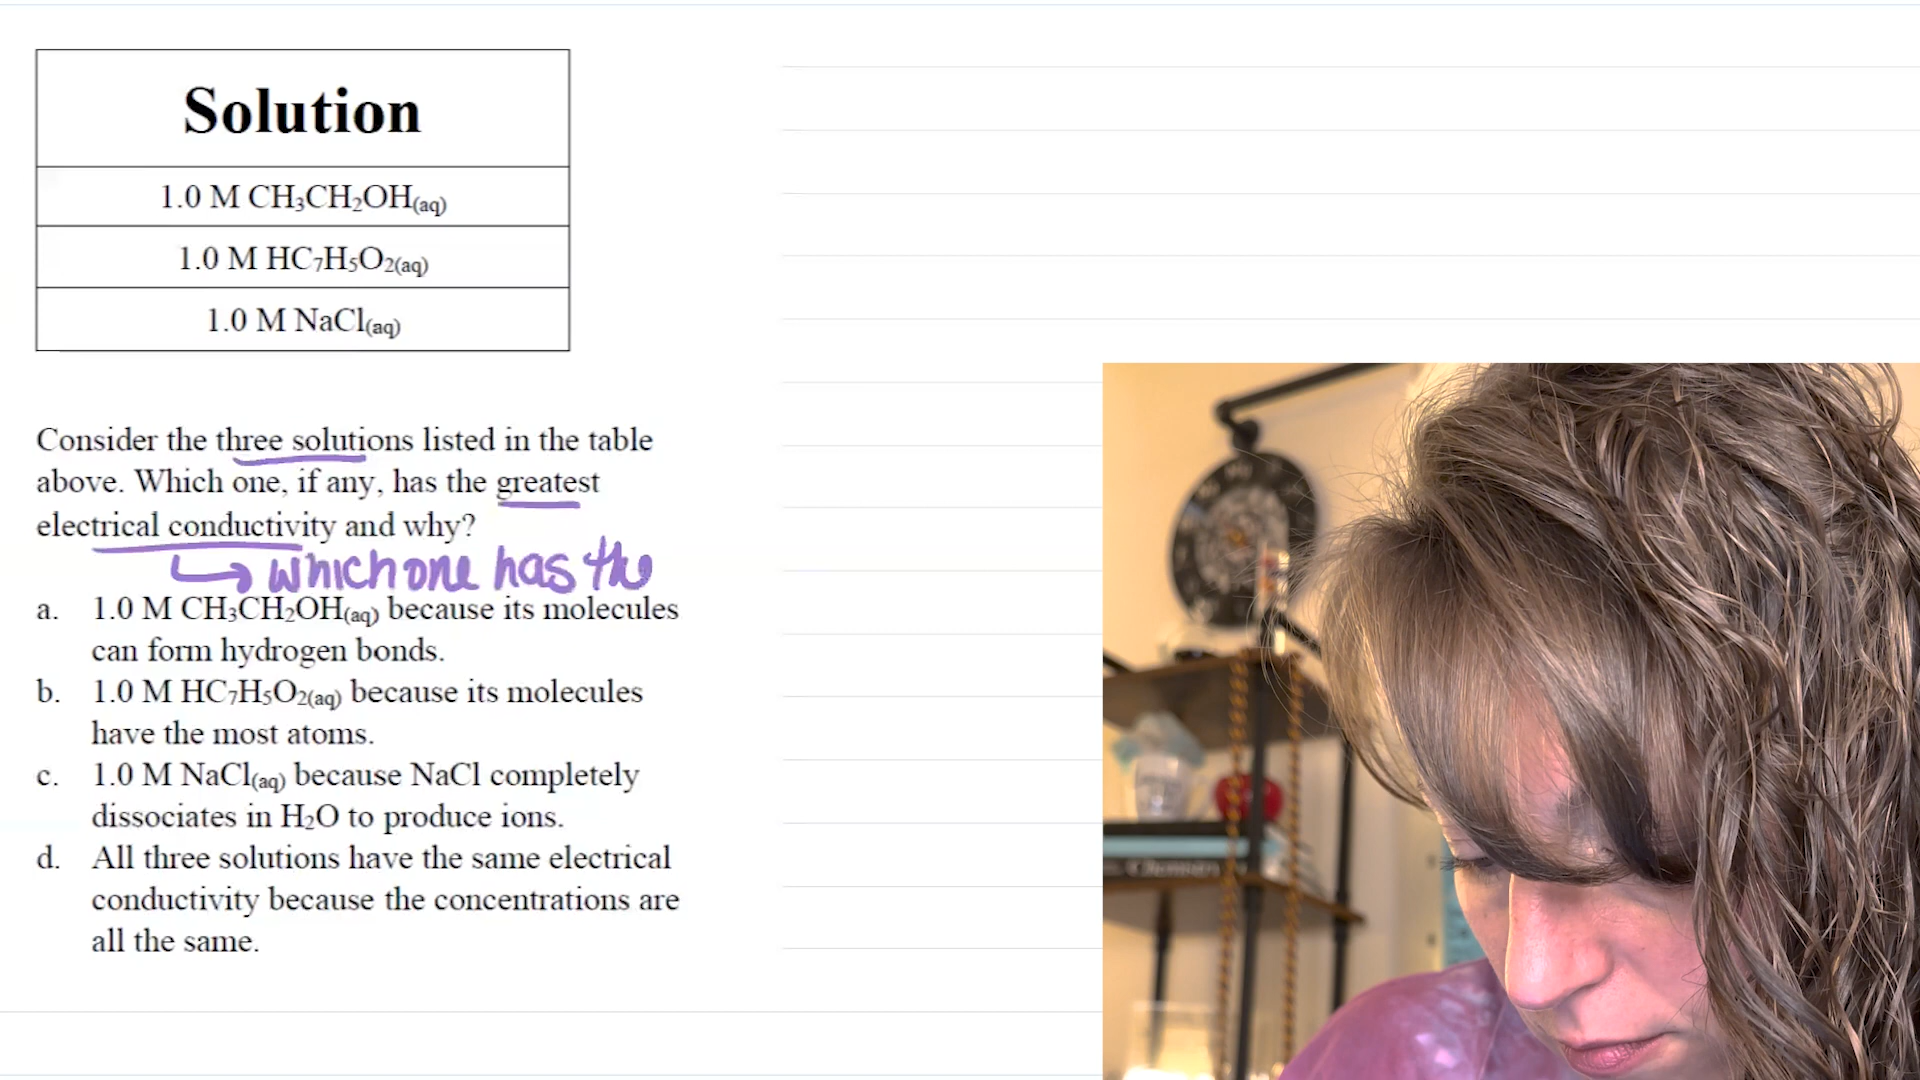 Solution
1.0 M CH₃CH₂OH(aq)
1.0 M HC₇H₅O₂(aq)
1.0 M NaCl(aq)
Consider the three solutions listed in the table
above. Which one, if any, has the greatest
electrical conductivity and why?
↳ which one has the
a. 1.0 M CH₃CH₂OH(aq) because its molecules
can form hydrogen bonds.
b. 1.0 M HC₇H₅O₂(aq) because its molecules
have the most atoms.
c. 1.0 M NaCl(aq) because NaCl completely
dissociates in H₂O to produce ions.
d. All three solutions have the same electrical
conductivity because the concentrations are
all the same.
Chemistry